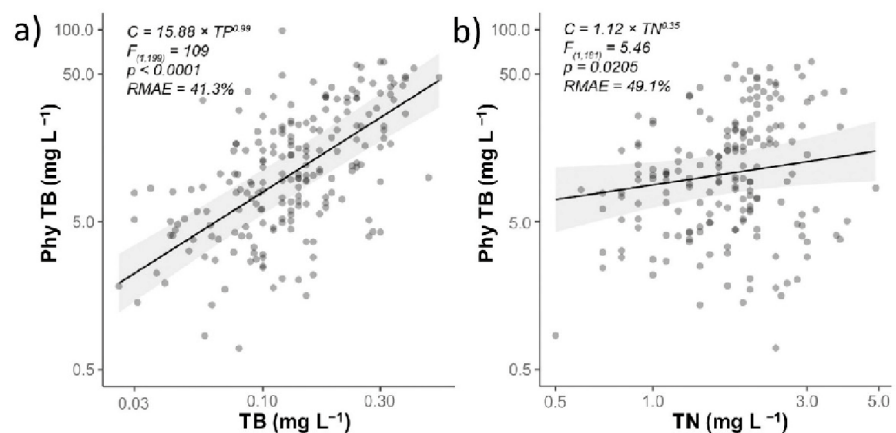 a)
C = 15.88 × TP^0.99
F(1,199) = 109
p < 0.0001
RMAE = 41.3%
100.0
50.0
5.0
0.5
Phy TB (mg L⁻¹)
0.03 0.10 0.30
TB (mg L⁻¹)
b)
C = 1.12 × TN^0.35
F(1,181) = 5.46
p = 0.0205
RMAE = 49.1%
100.0
50.0
5.0
0.5
Phy TB (mg L⁻¹)
0.5 1.0 3.0 5.0
TN (mg L⁻¹)